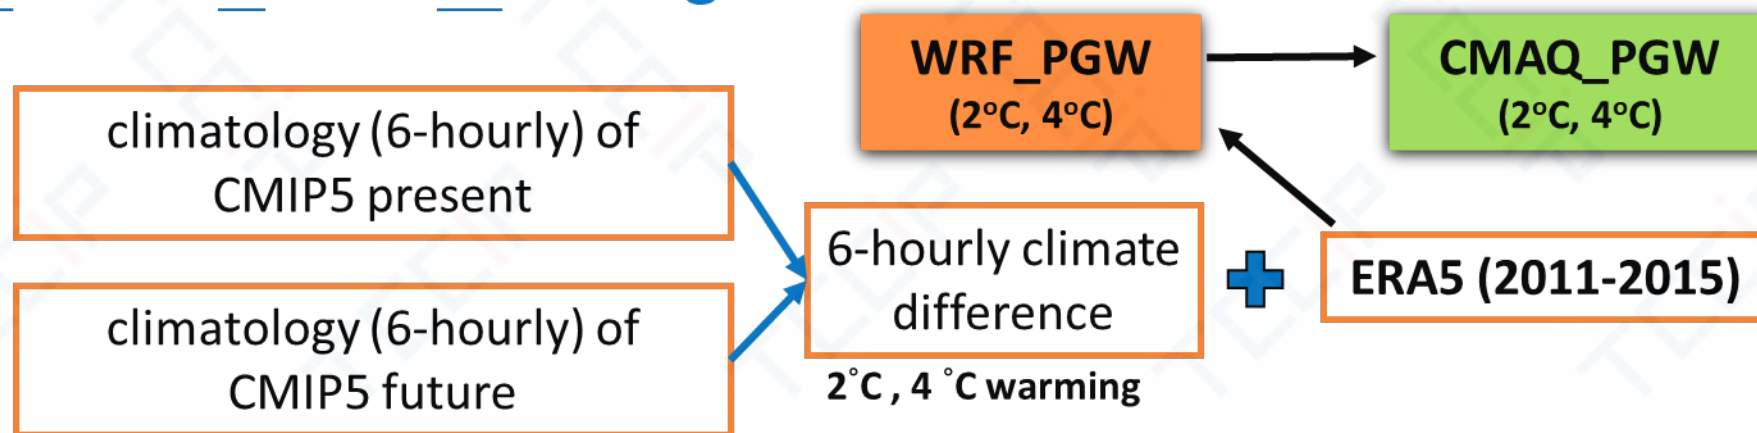 WRF_PGW
(2°C, 4°C)
CMAQ_PGW
(2°C, 4°C)
climatology (6-hourly) of
CMIP5 present
6-hourly climate
difference
ERA5 (2011-2015)
climatology (6-hourly) of
CMIP5 future
2°C , 4 °C warming
TCCIP